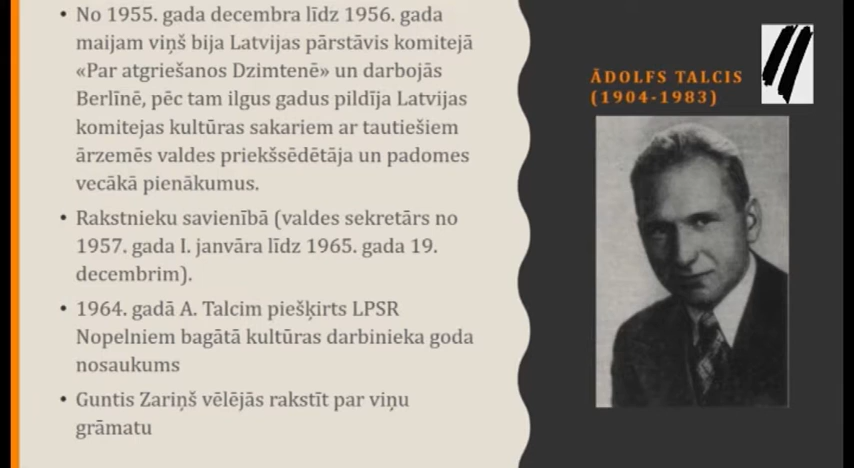 • No 1955. gada decembra līdz 1956. gada
maijam viņš bija Latvijas pārstāvis komitejā
«Par atgriešanos Dzimtenē» un darbojās
Berlīnē, pēc tam ilgus gadus pildīja Latvijas
komitejas kultūras sakariem ar tautiešiem
ārzemēs valdes priekšsēdētāja un padomes
vecākā pienākumus.
• Rakstnieku savienībā (valdes sekretārs no
1957. gada I. janvāra līdz 1965. gada 19.
decembrim).
• 1964. gadā A. Talcim piešķirts LPSR
Nopelniem bagātā kultūras darbinieka goda
nosaukums
• Guntis Zariņš vēlējās rakstīt par viņu
grāmatu
ĀDOLFS TALCIS
(1904-1983)